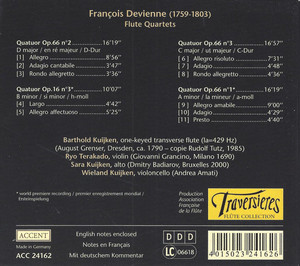 François Devienne (1759-1803)
Flute Quartets
Quatuor Op.66 n°2 16'19"
D major / en ré majeur / D-Dur
[1] Allegro 8'56"
[2] Adagio cantabile 3'47"
[3] Rondo allegretto 3'36"
Quatuor Op.16 n°3* 10'07"
B minor / si mineur / h-moll
[4] Largo 4'42"
[5] Allegro affectuoso 5'25"
Quatuor Op.66 n°3 16'57"
C major / ut majeur / C-Dur
[6] Allegro risoluto 7'31"
[7] Adagio 4'48"
[8] Rondo allegretto 4'38"
Quatuor Op.66 n°1* 16'19"
A minor / la mineur / a-moll
[9] Allegro amabile 9'00"
[10] Adagio 2'39"
[11] Presto 4'40"
Barthold Kuijken, one-keyed transverse flute (la=429 Hz)
(August Grenser, Dresden, ca. 1790 - copie Rudolf Tutz, 1985)
Ryo Terakado, violin (Giovanni Grancino, Milano 1690)
Sara Kuijken, alto (Dmitry Badiarov, Bruxelles 2000)
Wieland Kuijken, violoncello (Andrea Amati)
* world premiere recording / premier enregistrement mondial /
Ersteinspielung
Production
Association
Française
de la Flûte
Traversières
FLÛTE COLLECTION
ACCENT
Made in Germany
ACC 24162
English notes enclosed
Notes en Français
Mit deutschem Kommentar
D D D
LC 06618
4 015023 241626